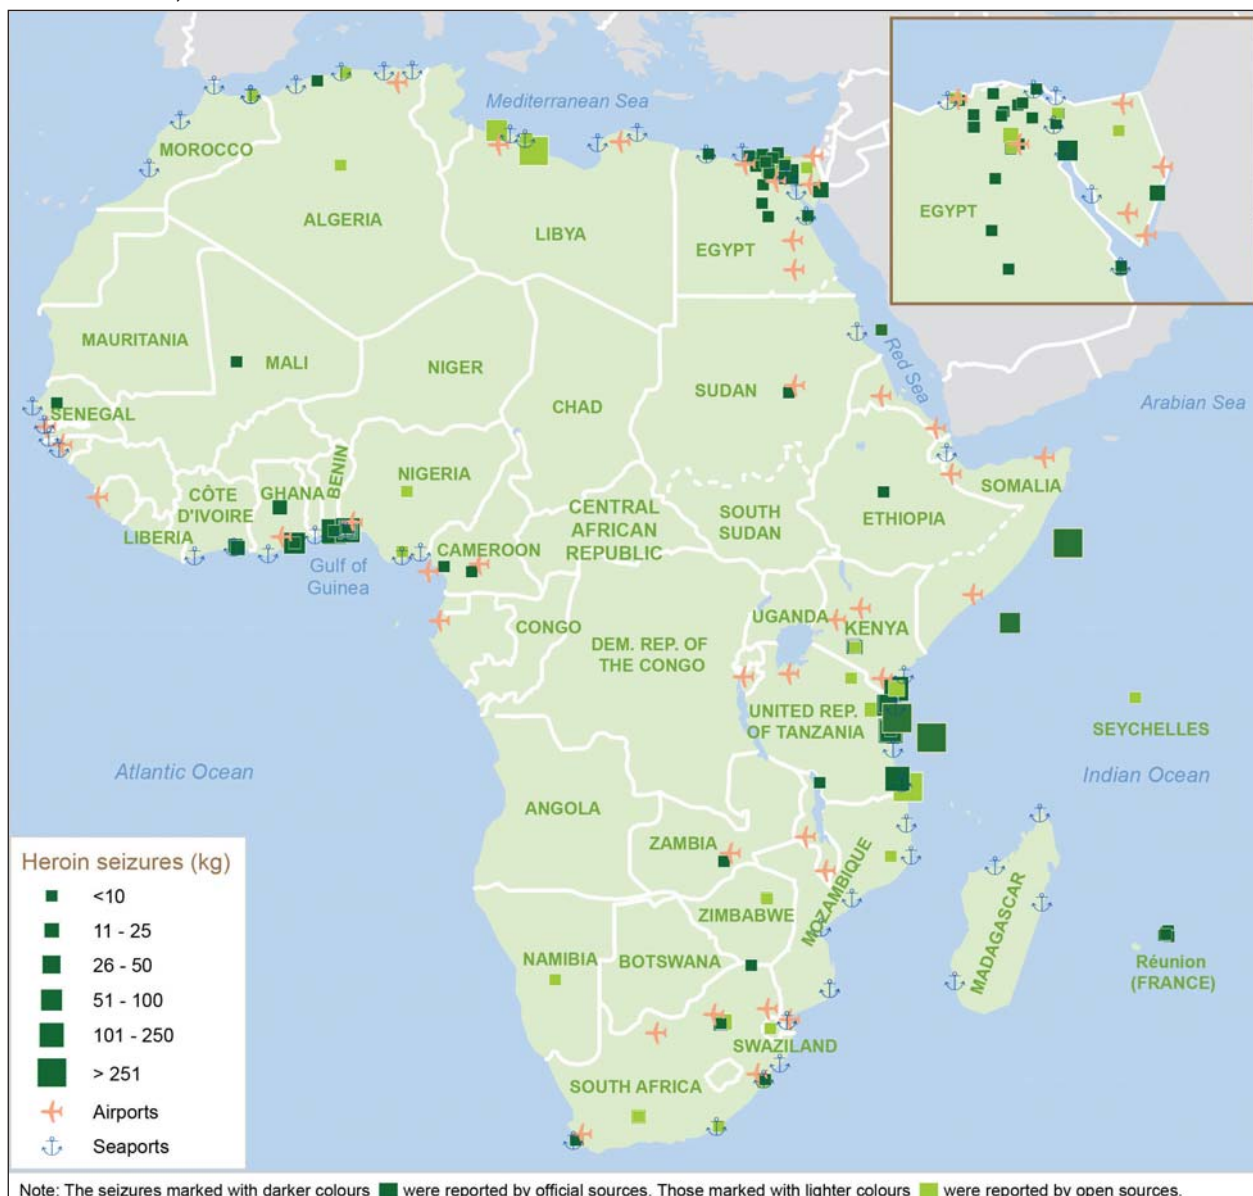 Mediterranean Sea
MOROCCO
ALGERIA
LIBYA
EGYPT
EGYPT
Red Sea
Arabian Sea
MAURITANIA
MALI
NIGER
CHAD
SUDAN
SENEGAL
NIGERIA
BENIN
GHANA
CÔTE
D'IVOIRE
LIBERIA
Gulf of
Guinea
CAMEROON
CENTRAL
AFRICAN
REPUBLIC
SOUTH
SUDAN
ETHIOPIA
SOMALIA
CONGO
DEM. REP. OF
THE CONGO
UGANDA
KENYA
UNITED REP.
OF TANZANIA
SEYCHELLES
Atlantic Ocean
Indian Ocean
ANGOLA
ZAMBIA
MOZAMBIQUE
ZIMBABWE
NAMIBIA
BOTSWANA
MADAGASCAR
Réunion
(FRANCE)
SWAZILAND
SOUTH AFRICA
Heroin seizures (kg)
<10
11 - 25
26 - 50
51 - 100
101 - 250
> 251
Airports
Seaports
Note: The seizures marked with darker colours were reported by official sources. Those marked with lighter colours were reported by open sources.